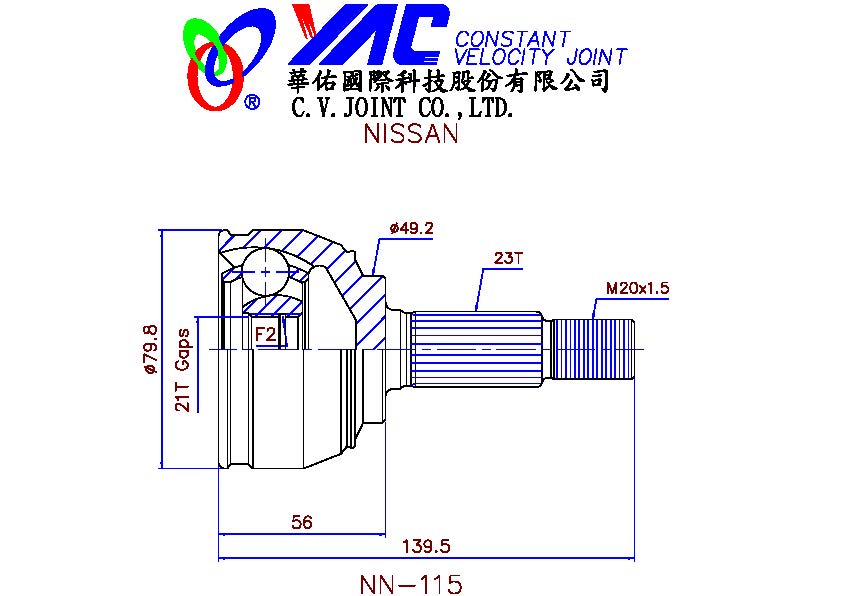 YAC CONSTANT
VELOCITY JOINT
華佑國際科技股份有限公司
®
C.V.JOINT CO.,LTD.
NISSAN
ø49.2
23T
M20x1.5
F2
ø79.8
21T Gaps
56
139.5
NN-115